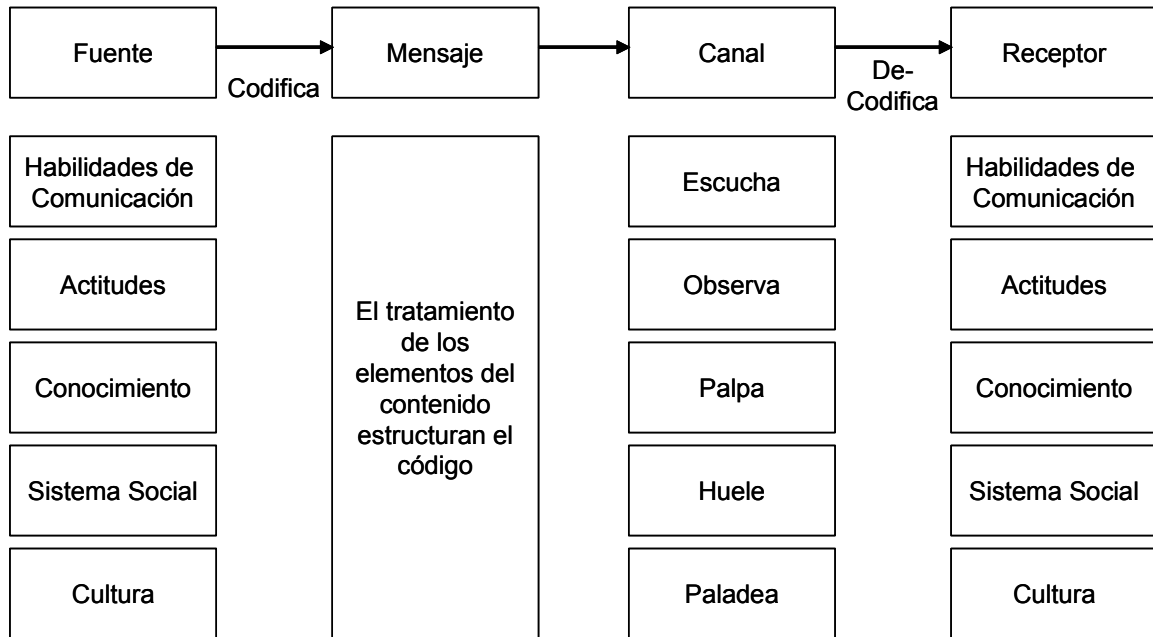 Fuente
Codifica
Mensaje
Canal
De-
Codifica
Receptor
Habilidades de
Comunicación
Actitudes
Conocimiento
Sistema Social
Cultura
El tratamiento
de los
elementos del
contenido
estructuran el
código
Escucha
Observa
Palpa
Huele
Paladea
Habilidades de
Comunicación
Actitudes
Conocimiento
Sistema Social
Cultura